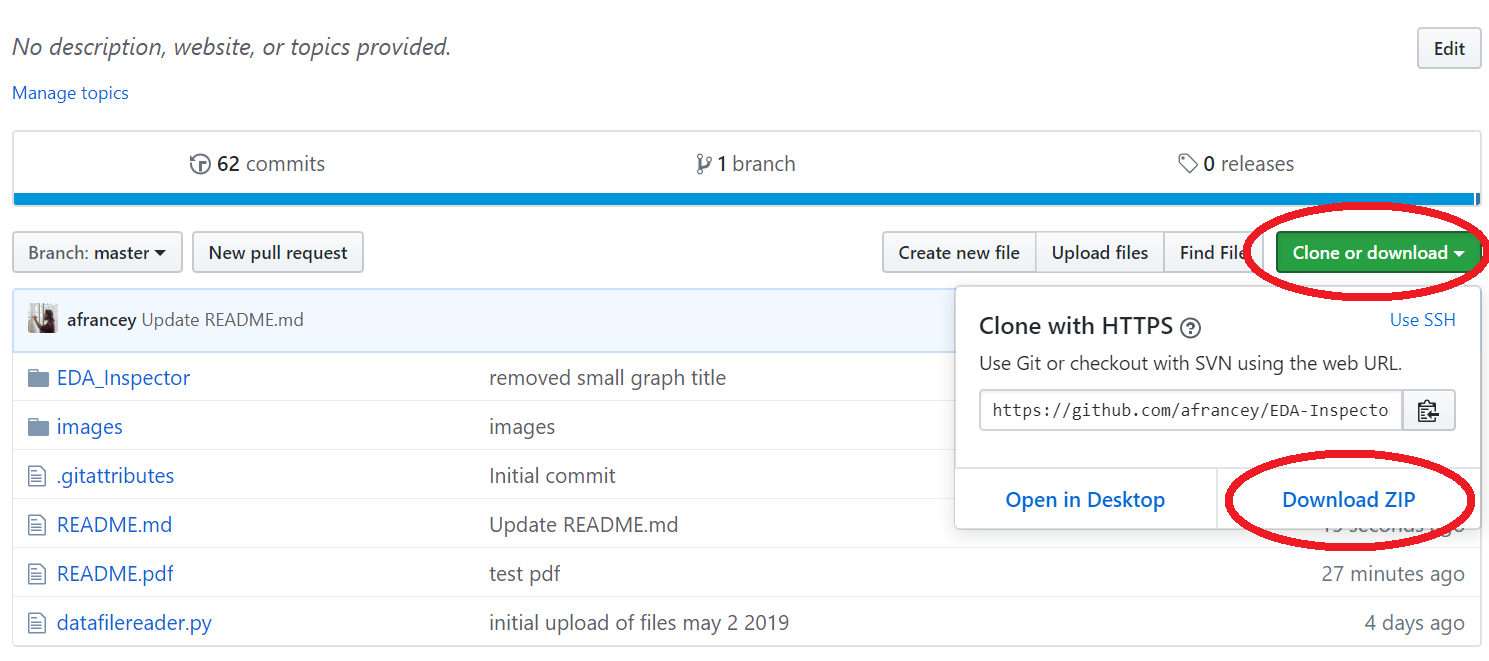 No description, website, or topics provided.
Edit
Manage topics
62 commits
1 branch
0 releases
Branch: master
New pull request
Create new file
Upload files
Find File
Clone or download
afrancey Update README.md
Clone with HTTPS
Use SSH
Use Git or checkout with SVN using the web URL.
https://github.com/afrancey/EDA-Inspecto
Open in Desktop
Download ZIP
EDA_Inspector removed small graph title
images images
.gitattributes Initial commit
README.md Update README.md seconds ago
README.pdf test pdf 27 minutes ago
datafilereader.py initial upload of files may 2 2019 4 days ago